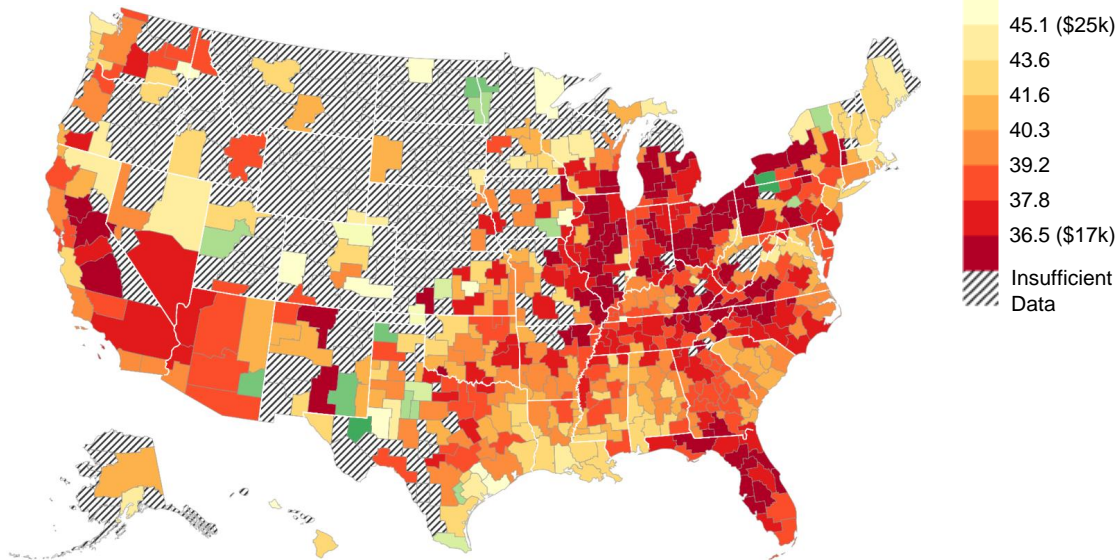 45.1 ($25k)
43.6
41.6
40.3
39.2
37.8
36.5 ($17k)
Insufficient
Data